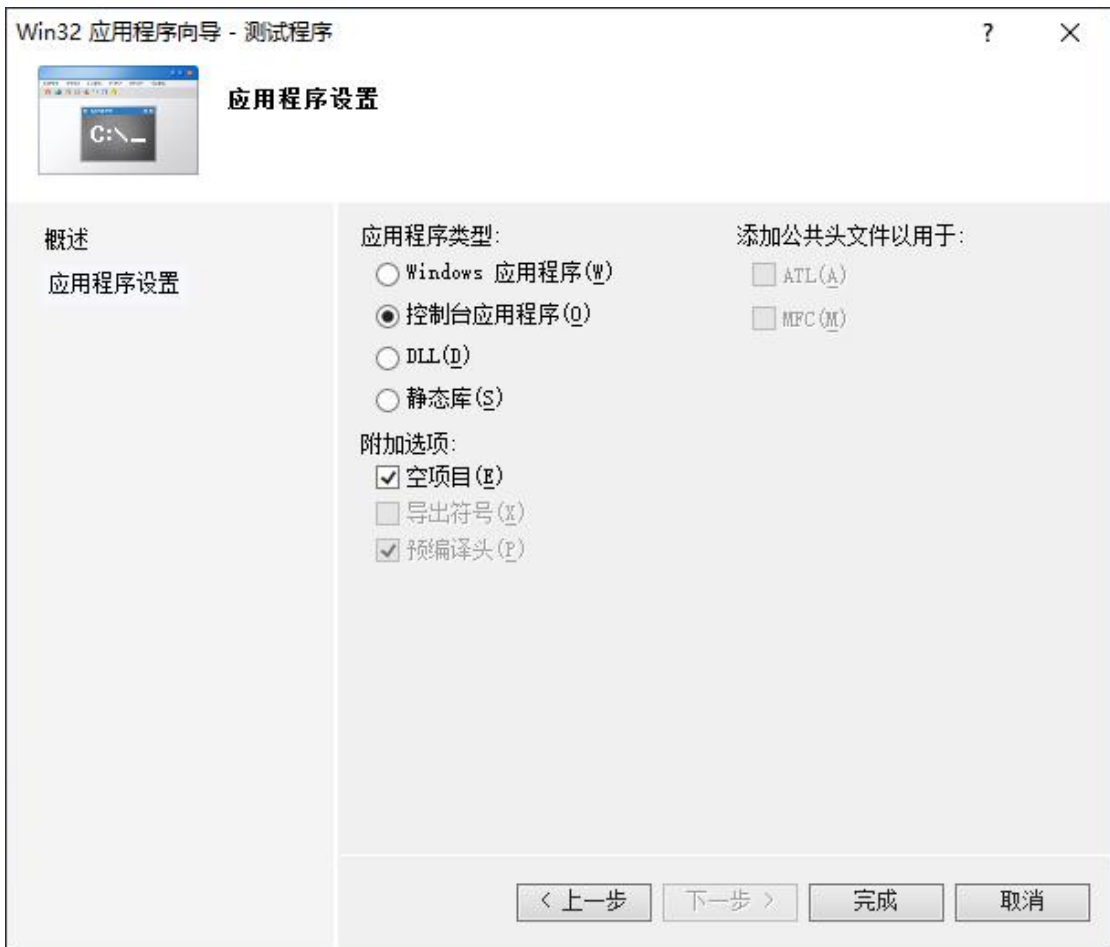 Win32 应用程序向导 - 测试程序
?
C:\_
应用程序设置
概述
应用程序设置
应用程序类型:
Windows 应用程序(W)
控制台应用程序(O)
DLL(D)
静态库(S)
附加选项:
空项目(E)
导出符号(X)
预编译头(P)
添加公共头文件以用于:
ATL(A)
MFC(M)
< 上一步
下一步 >
完成
取消